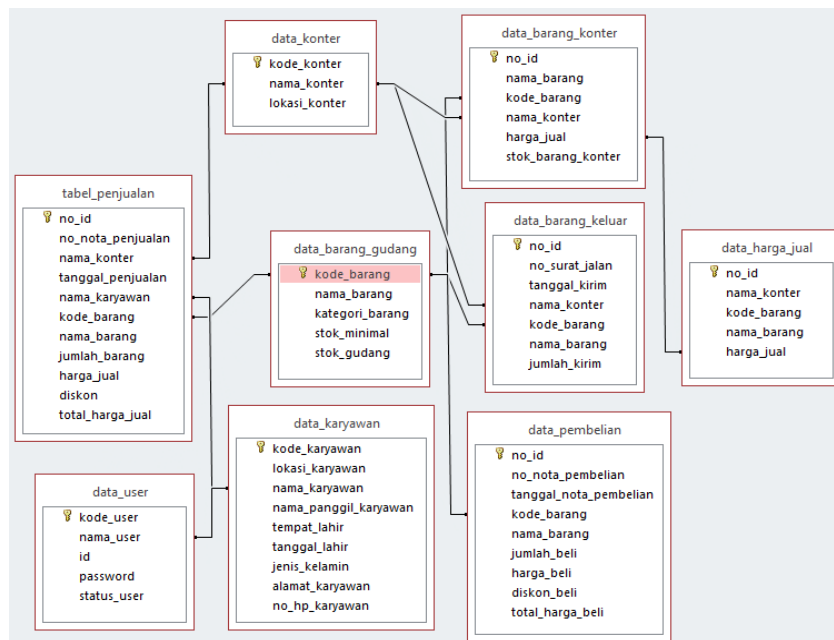 data_konter
kode_konter
nama_konter
lokasi_konter
data_barang_konter
no_id
nama_barang
kode_barang
nama_konter
harga_jual
stok_barang_konter
tabel_penjualan
no_id
no_nota_penjualan
nama_konter
tanggal_penjualan
nama_karyawan
kode_barang
nama_barang
jumlah_barang
harga_jual
diskon
total_harga_jual
data_barang_gudang
kode_barang
nama_barang
kategori_barang
stok_minimal
stok_gudang
data_barang_keluar
no_id
no_surat_jalan
tanggal_kirim
nama_konter
kode_barang
nama_barang
jumlah_kirim
data_harga_jual
no_id
nama_konter
kode_barang
nama_barang
harga_jual
data_user
kode_user
nama_user
id
password
status_user
data_karyawan
kode_karyawan
lokasi_karyawan
nama_karyawan
nama_panggil_karyawan
tempat_lahir
tanggal_lahir
jenis_kelamin
alamat_karyawan
no_hp_karyawan
data_pembelian
no_id
no_nota_pembelian
tanggal_nota_pembelian
kode_barang
nama_barang
jumlah_beli
harga_beli
diskon_beli
total_harga_beli